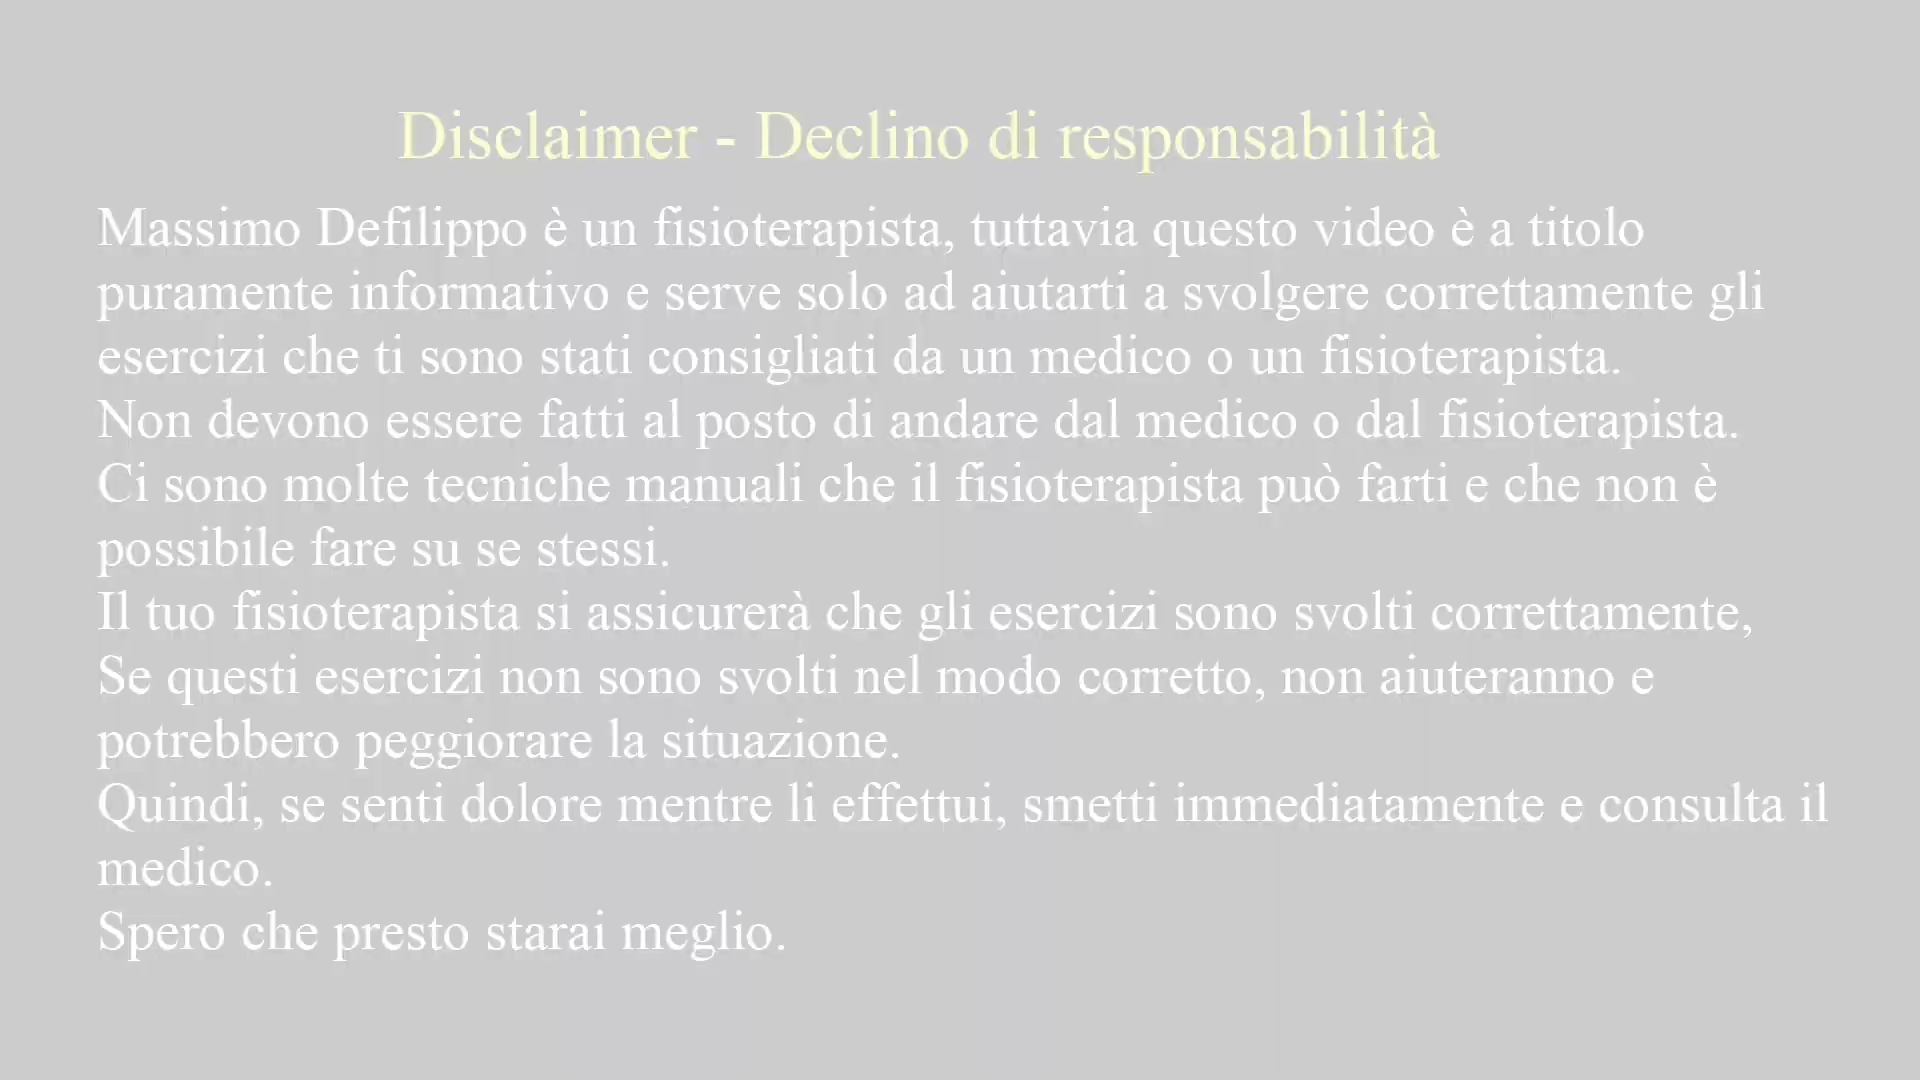 Disclaimer - Declino di responsabilità
Massimo Defilippo è un fisioterapista, tuttavia questo video è a titolo
puramente informativo e serve solo ad aiutarti a svolgere correttamente gli
esercizi che ti sono stati consigliati da un medico o un fisioterapista.
Non devono essere fatti al posto di andare dal medico o dal fisioterapista.
Ci sono molte tecniche manuali che il fisioterapista può farti e che non è
possibile fare su se stessi.
Il tuo fisioterapista si assicurerà che gli esercizi sono svolti correttamente,
Se questi esercizi non sono svolti nel modo corretto, non aiuteranno e
potrebbero peggiorare la situazione.
Quindi, se senti dolore mentre li effettui, smetti immediatamente e consulta il
medico.
Spero che presto starai meglio.